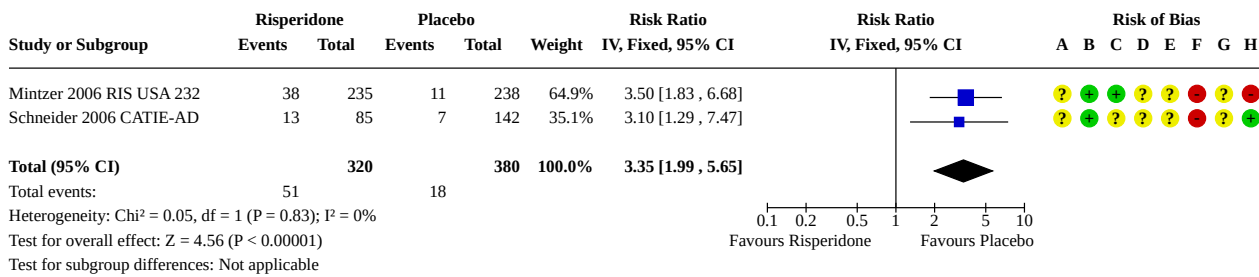 Risperidone Placebo Risk Ratio Risk Ratio Risk of Bias
Study or Subgroup Events Total Events Total Weight IV, Fixed, 95% CI IV, Fixed, 95% CI A B C D E F G H
Mintzer 2006 RIS USA 232 38 235 11 238 64.9% 3.50 [1.83 , 6.68] ? + + ? ? - ? -
Schneider 2006 CATIE-AD 13 85 7 142 35.1% 3.10 [1.29 , 7.47] ? + ? ? ? - ? +
Total (95% CI) 320 380 100.0% 3.35 [1.99 , 5.65]
Total events: 51 18
Heterogeneity: Chi² = 0.05, df = 1 (P = 0.83); I² = 0%
0.1 0.2 0.5 1 2 5 10
Test for overall effect: Z = 4.56 (P < 0.00001) Favours Risperidone Favours Placebo
Test for subgroup differences: Not applicable